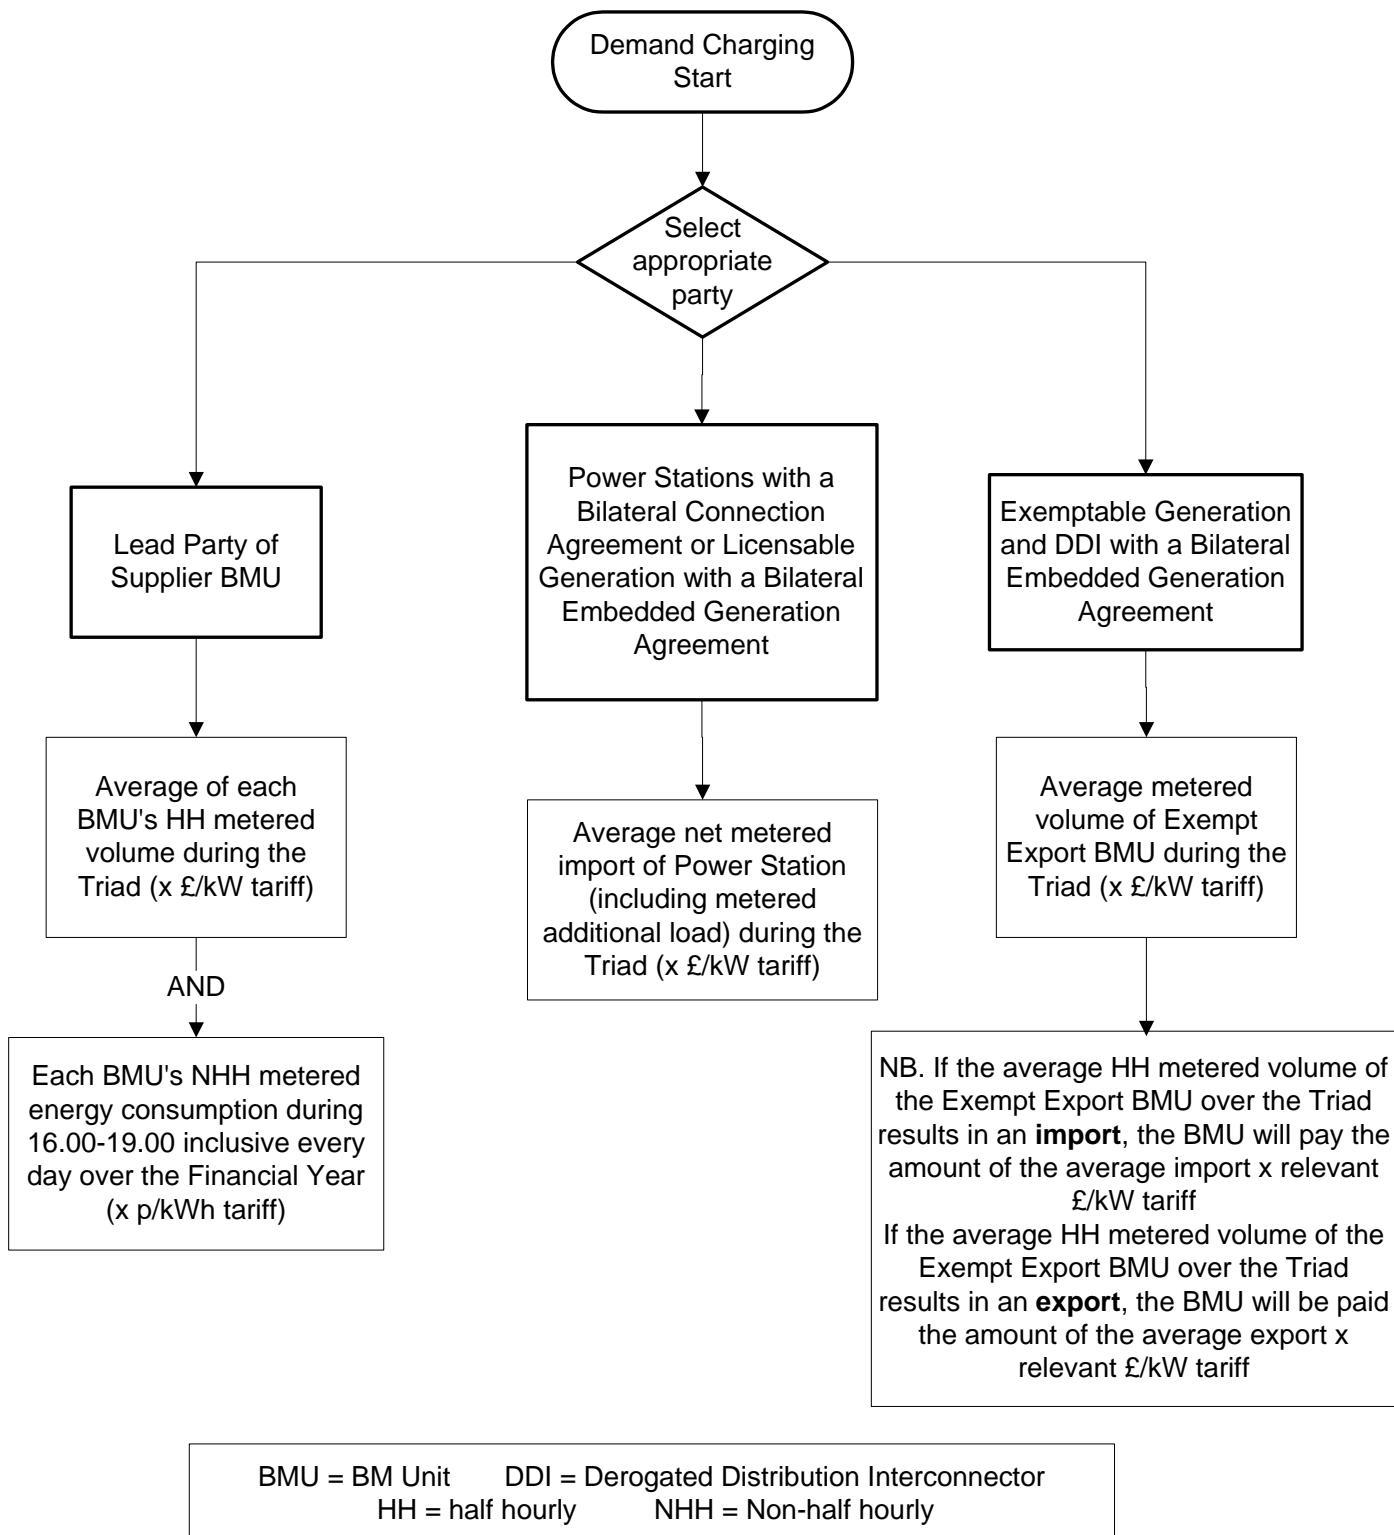 Demand Charging
Start
Select
appropriate
party
Lead Party of
Supplier BMU
Average of each
BMU's HH metered
volume during the
Triad (x £/kW tariff)
AND
Each BMU's NHH metered
energy consumption during
16.00-19.00 inclusive every
day over the Financial Year
(x p/kWh tariff)
Power Stations with a
Bilateral Connection
Agreement or Licensable
Generation with a Bilateral
Embedded Generation
Agreement
Average net metered
import of Power Station
(including metered
additional load) during the
Triad (x £/kW tariff)
Exemptable Generation
and DDI with a Bilateral
Embedded Generation
Agreement
Average metered
volume of Exempt
Export BMU during the
Triad (x £/kW tariff)
NB. If the average HH metered volume of
the Exempt Export BMU over the Triad
results in an import, the BMU will pay the
amount of the average import x relevant
£/kW tariff
If the average HH metered volume of the
Exempt Export BMU over the Triad
results in an export, the BMU will be paid
the amount of the average export x
relevant £/kW tariff
BMU = BM Unit DDI = Derogated Distribution Interconnector
HH = half hourly NHH = Non-half hourly